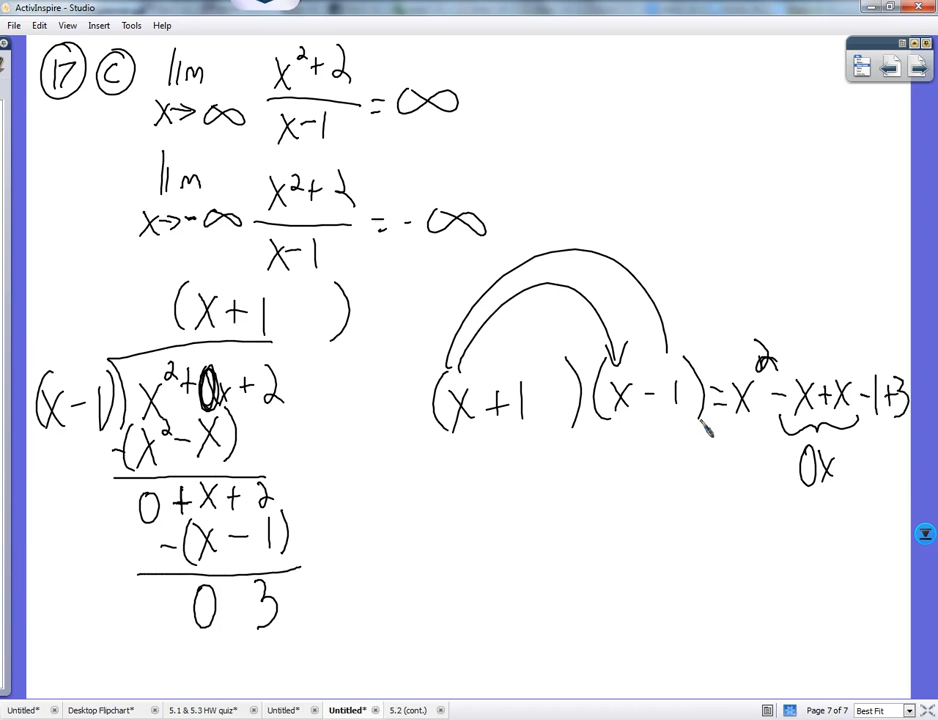 ActivInspire - Studio
File Edit View Insert Tools Help
17 C lim x→∞ x²+2 / x-1 = ∞
lim x→-∞ x²+2 / x-1 = -∞
(x+1 )
(x-1) x²+0x+2
-(x²-x)
0+x+2
-(x-1)
0 3
(x+1 )(x-1)=x²-x+x-1+3
0x
Untitled* Desktop Flipchart* 5.1 & 5.3 HW quiz* Untitled* Untitled* 5.2 (cont.) Page 7 of 7 Best Fit